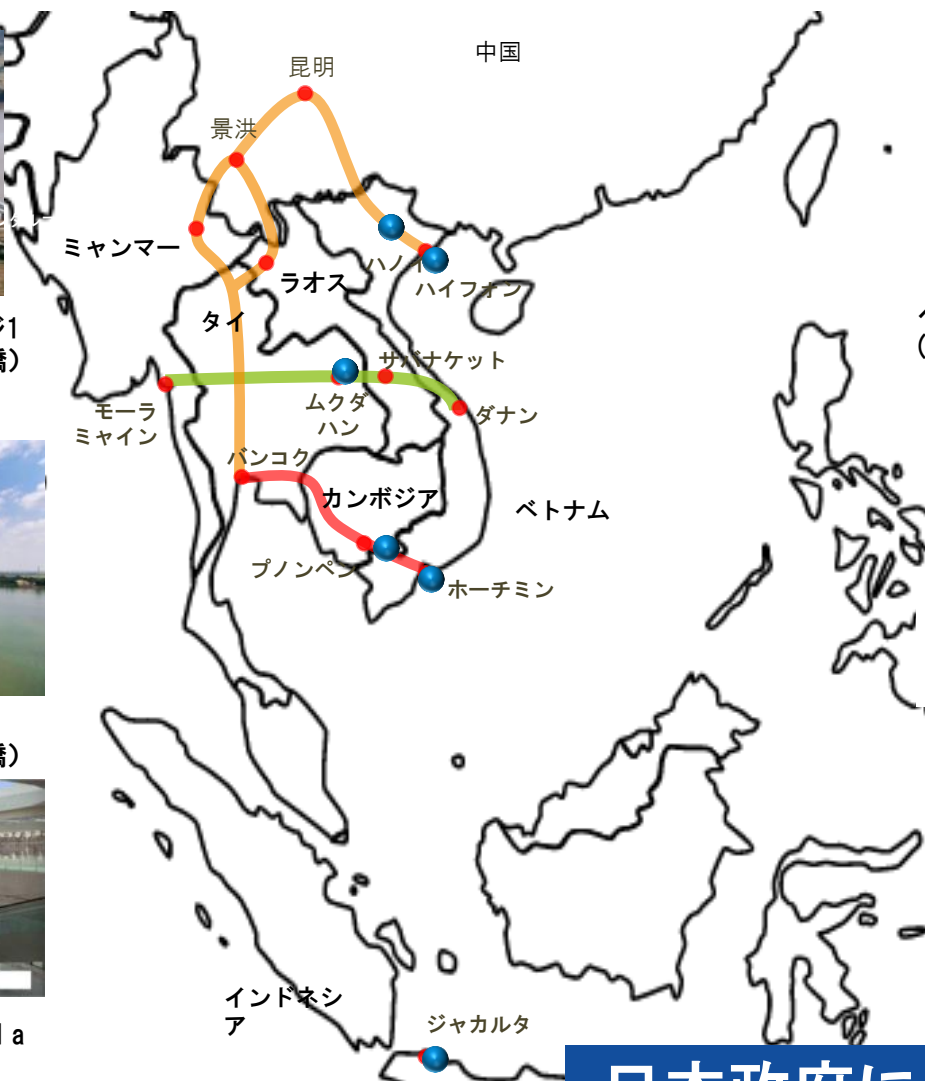 中国
昆明
景洪
ミャンマー
ハノイ
ラオス
ハイフォン
タイ
サバナケット
モーラ
ミャイン
ムクダ
ハン
ダナン
バンコク
カンボジア
ベトナム
プノンペン
ホーチミン
橋）
橋）
インドネシ
ア
ジャカルタ